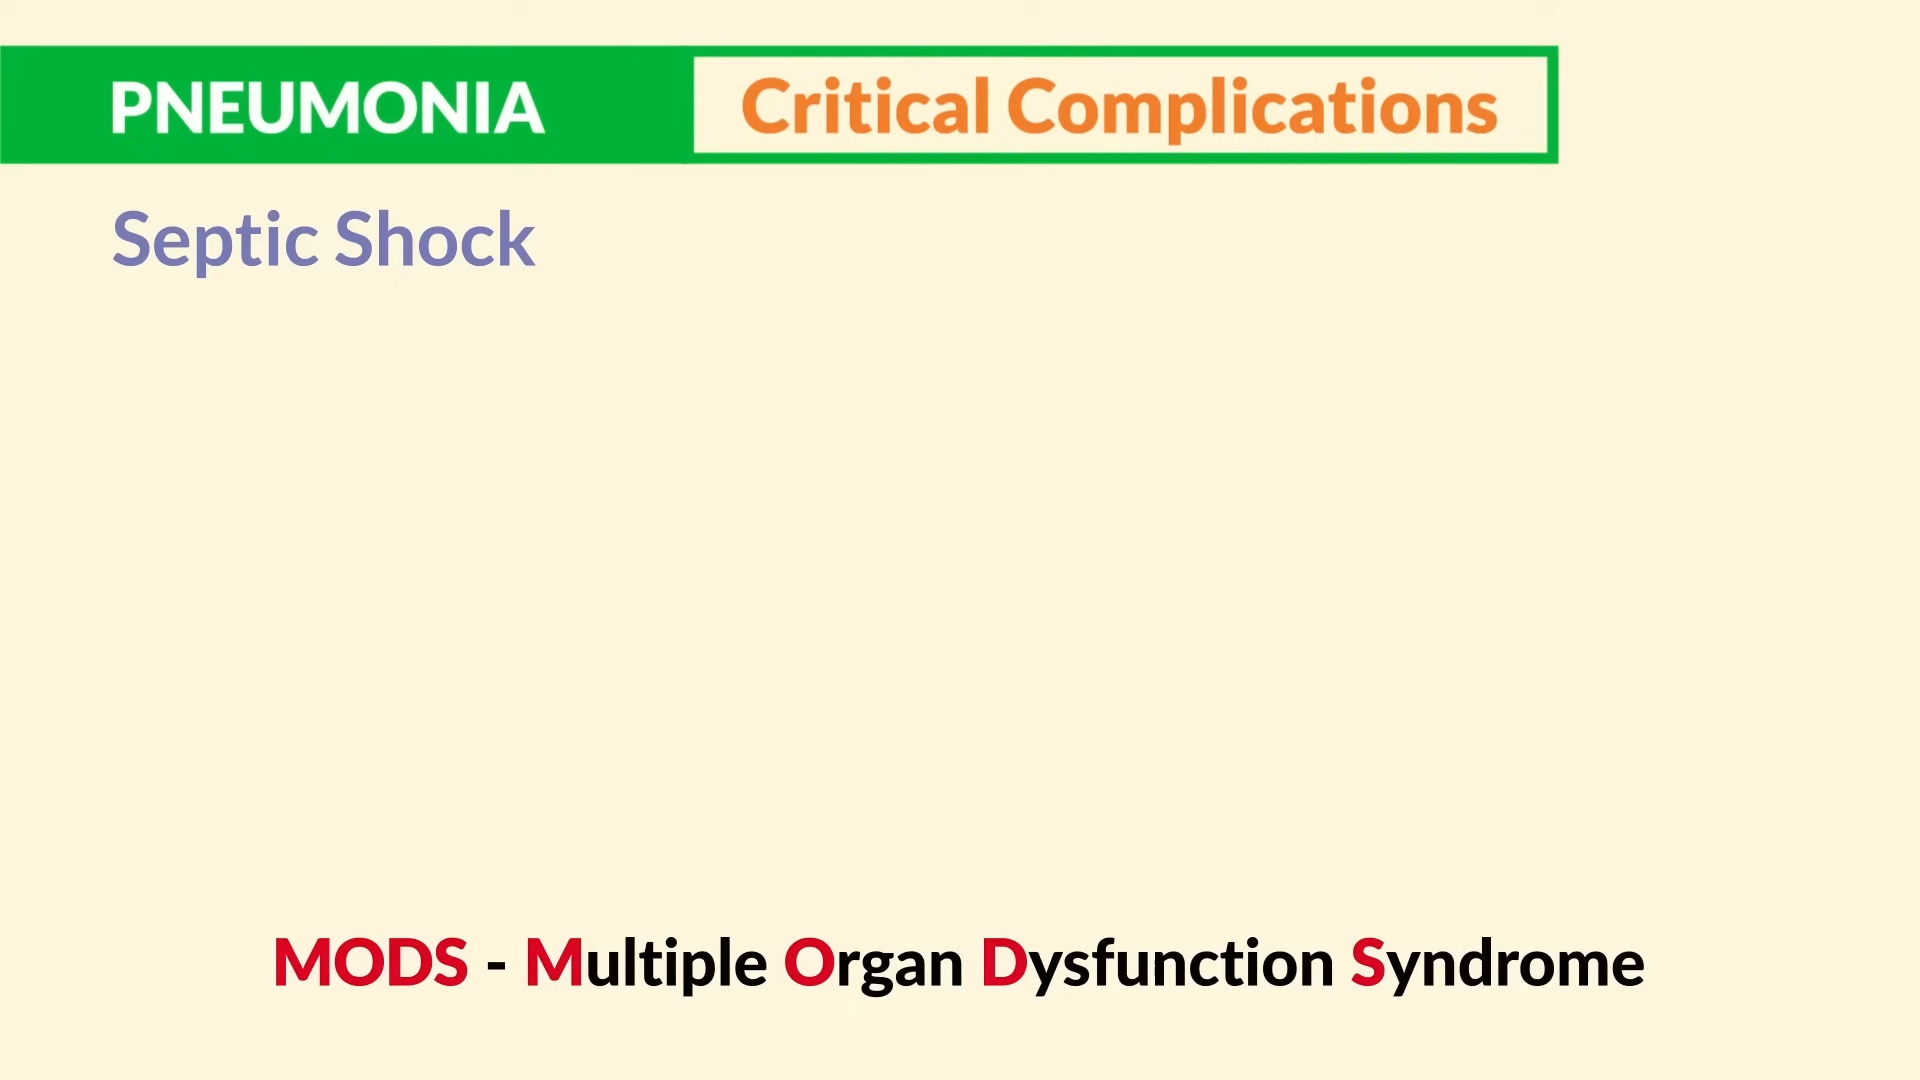 PNEUMONIA Critical Complications
Septic Shock
MODS - Multiple Organ Dysfunction Syndrome